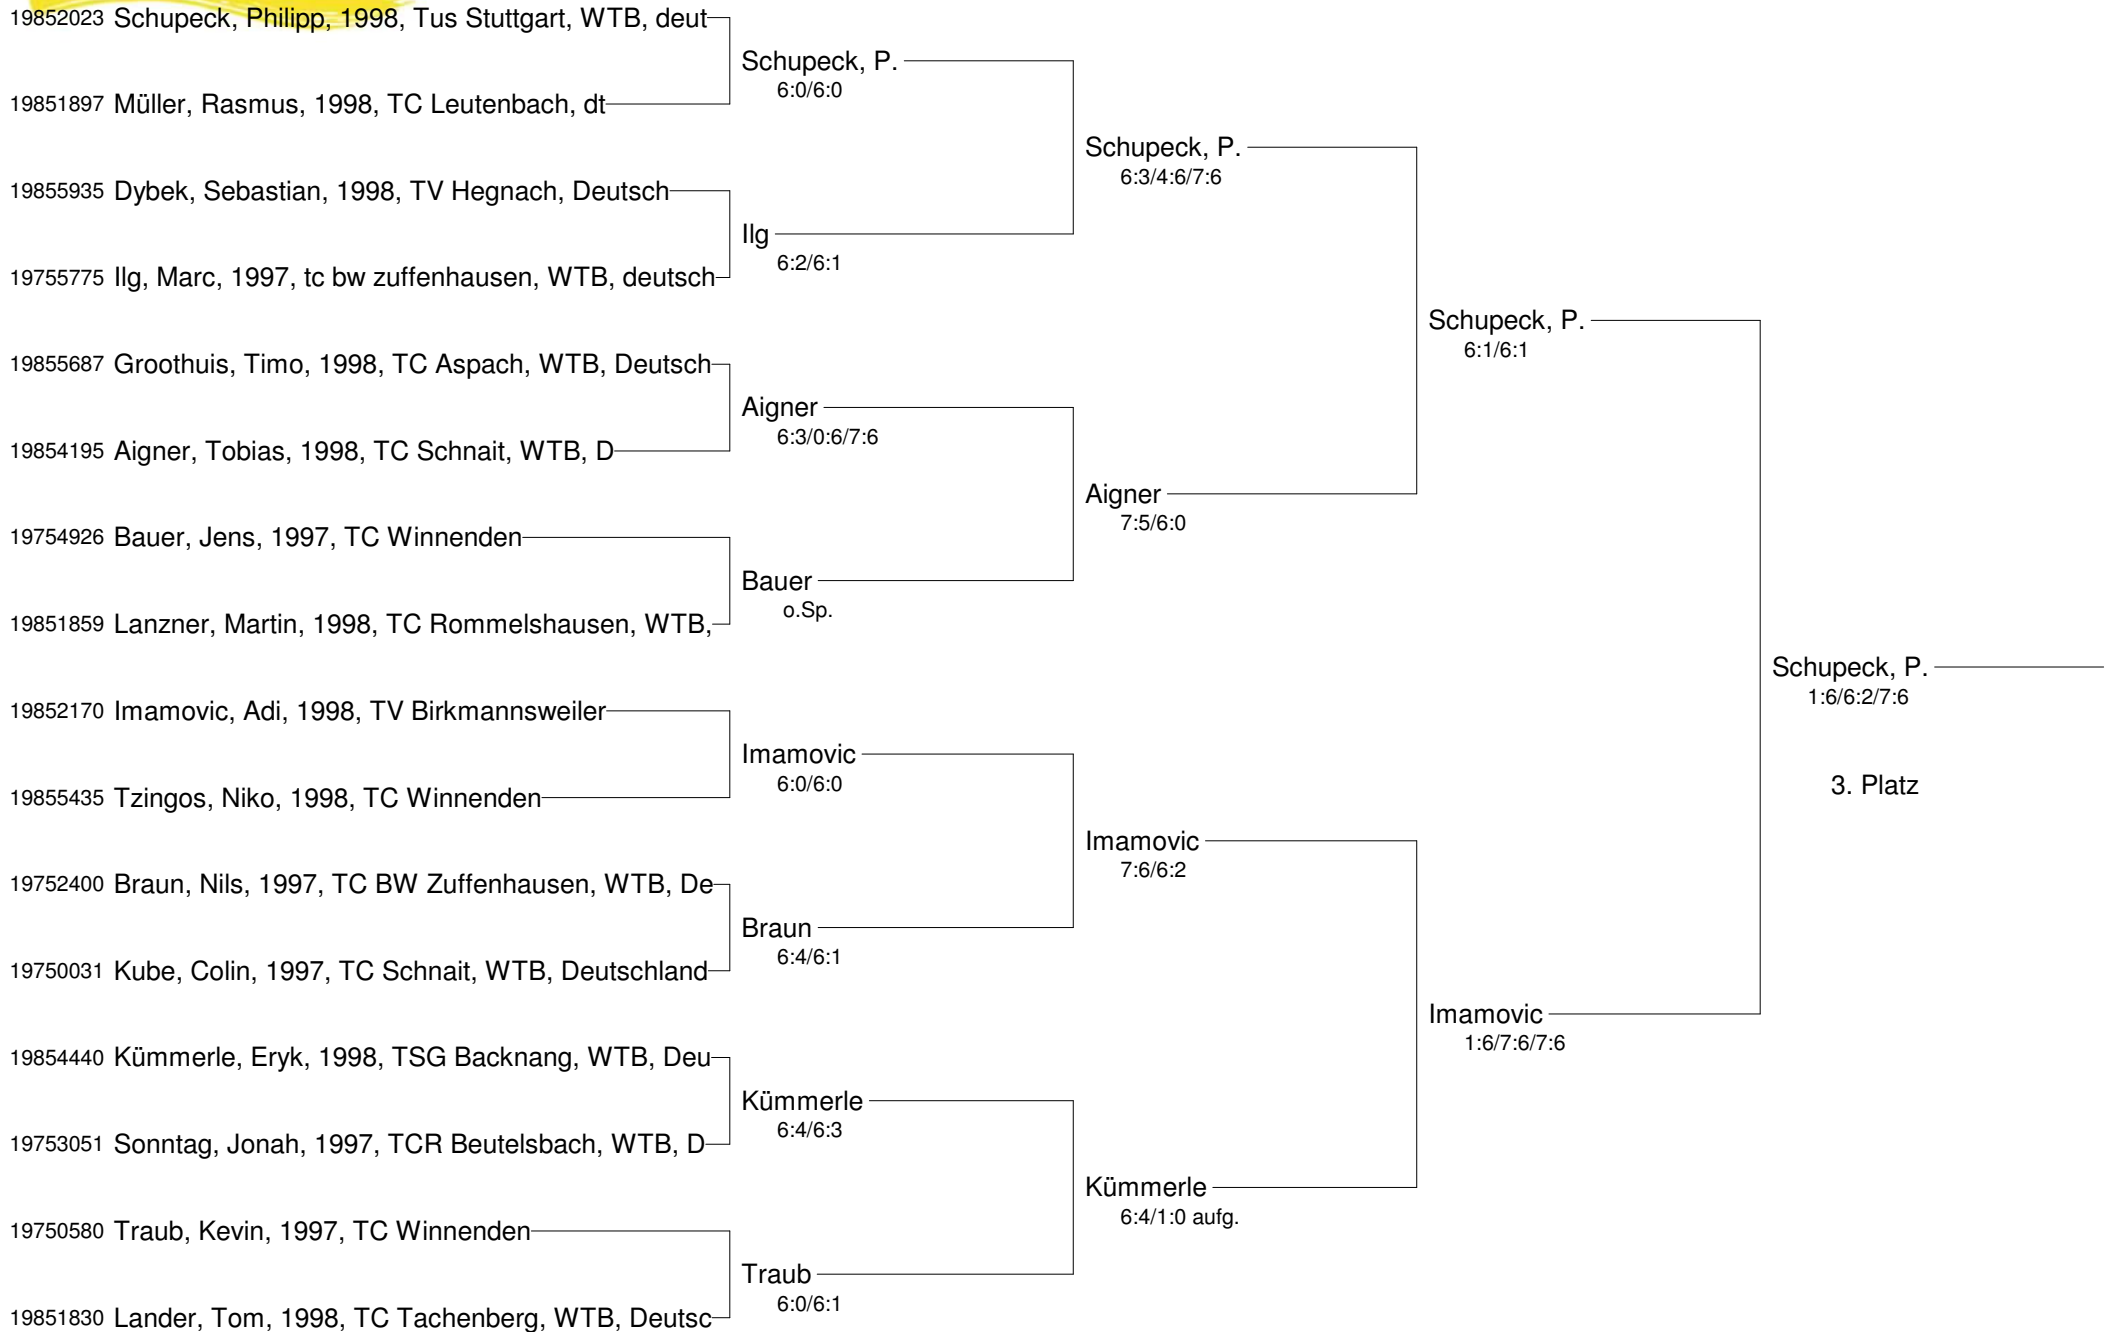 19852023 Schupeck, Philipp, 1998, Tus Stuttgart, WTB, deut
Schupeck, P.
6:0/6:0
19851897 Müller, Rasmus, 1998, TC Leutenbach, dt
Schupeck, P.
6:3/4:6/7:6
19855935 Dybek, Sebastian, 1998, TV Hegnach, Deutsch
Ilg
6:2/6:1
19755775 Ilg, Marc, 1997, tc bw zuffenhausen, WTB, deutsch
Schupeck, P.
6:1/6:1
19855687 Groothuis, Timo, 1998, TC Aspach, WTB, Deutsch
Aigner
6:3/0:6/7:6
19854195 Aigner, Tobias, 1998, TC Schnait, WTB, D
Aigner
7:5/6:0
19754926 Bauer, Jens, 1997, TC Winnenden
Bauer
o.Sp.
19851859 Lanzner, Martin, 1998, TC Rommelshausen, WTB,
Schupeck, P.
1:6/6:2/7:6
3. Platz
19852170 Imamovic, Adi, 1998, TV Birkmannsweiler
Imamovic
6:0/6:0
19855435 Tzingos, Niko, 1998, TC Winnenden
Imamovic
7:6/6:2
19752400 Braun, Nils, 1997, TC BW Zuffenhausen, WTB, De
Braun
6:4/6:1
19750031 Kube, Colin, 1997, TC Schnait, WTB, Deutschland
Imamovic
1:6/7:6/7:6
19854440 Kümmerle, Eryk, 1998, TSG Backnang, WTB, Deu
Kümmerle
6:4/6:3
19753051 Sonntag, Jonah, 1997, TCR Beutelsbach, WTB, D
Kümmerle
6:4/1:0 aufg.
19750580 Traub, Kevin, 1997, TC Winnenden
Traub
6:0/6:1
19851830 Lander, Tom, 1998, TC Tachenberg, WTB, Deutsc